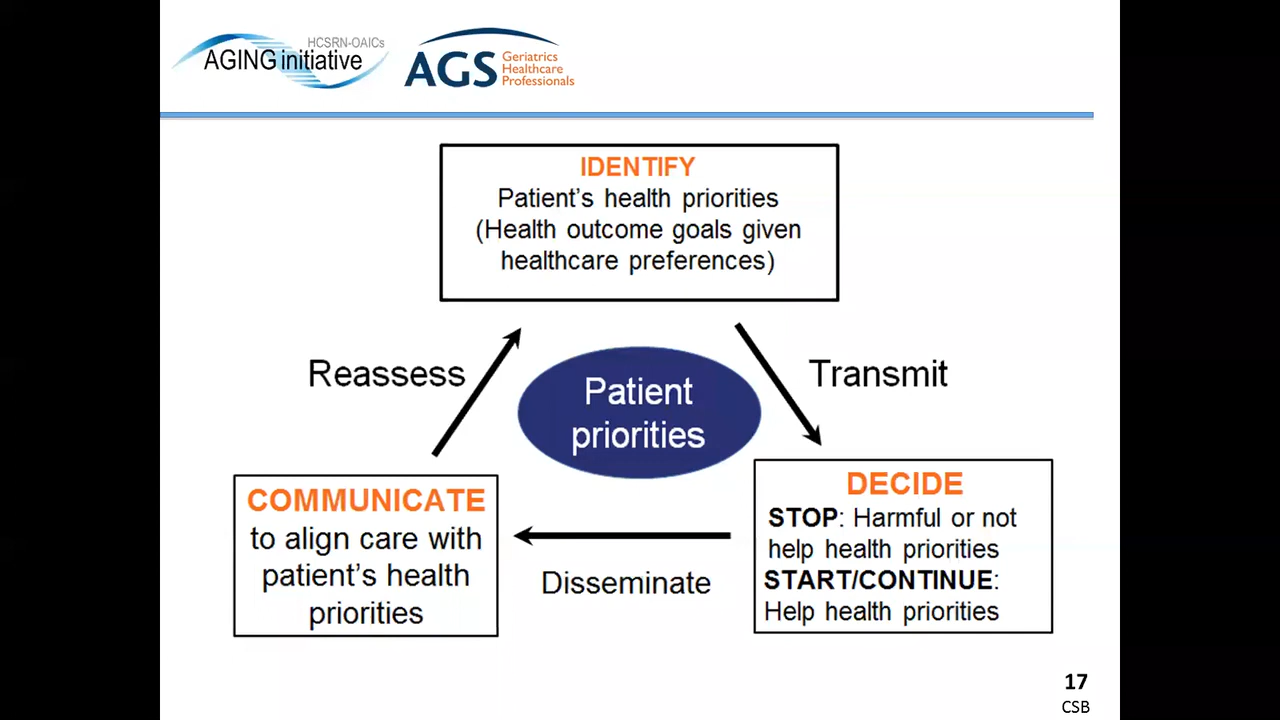 HCSRN-OAICs
AGING initiative
AGS
Geriatrics
Healthcare
Professionals
IDENTIFY
Patient's health priorities
(Health outcome goals given
healthcare preferences)
Reassess
Patient
priorities
Transmit
DECIDE
STOP: Harmful or not
help health priorities
START/CONTINUE:
Help health priorities
COMMUNICATE
to align care with
patient's health
priorities
Disseminate
17
CSB